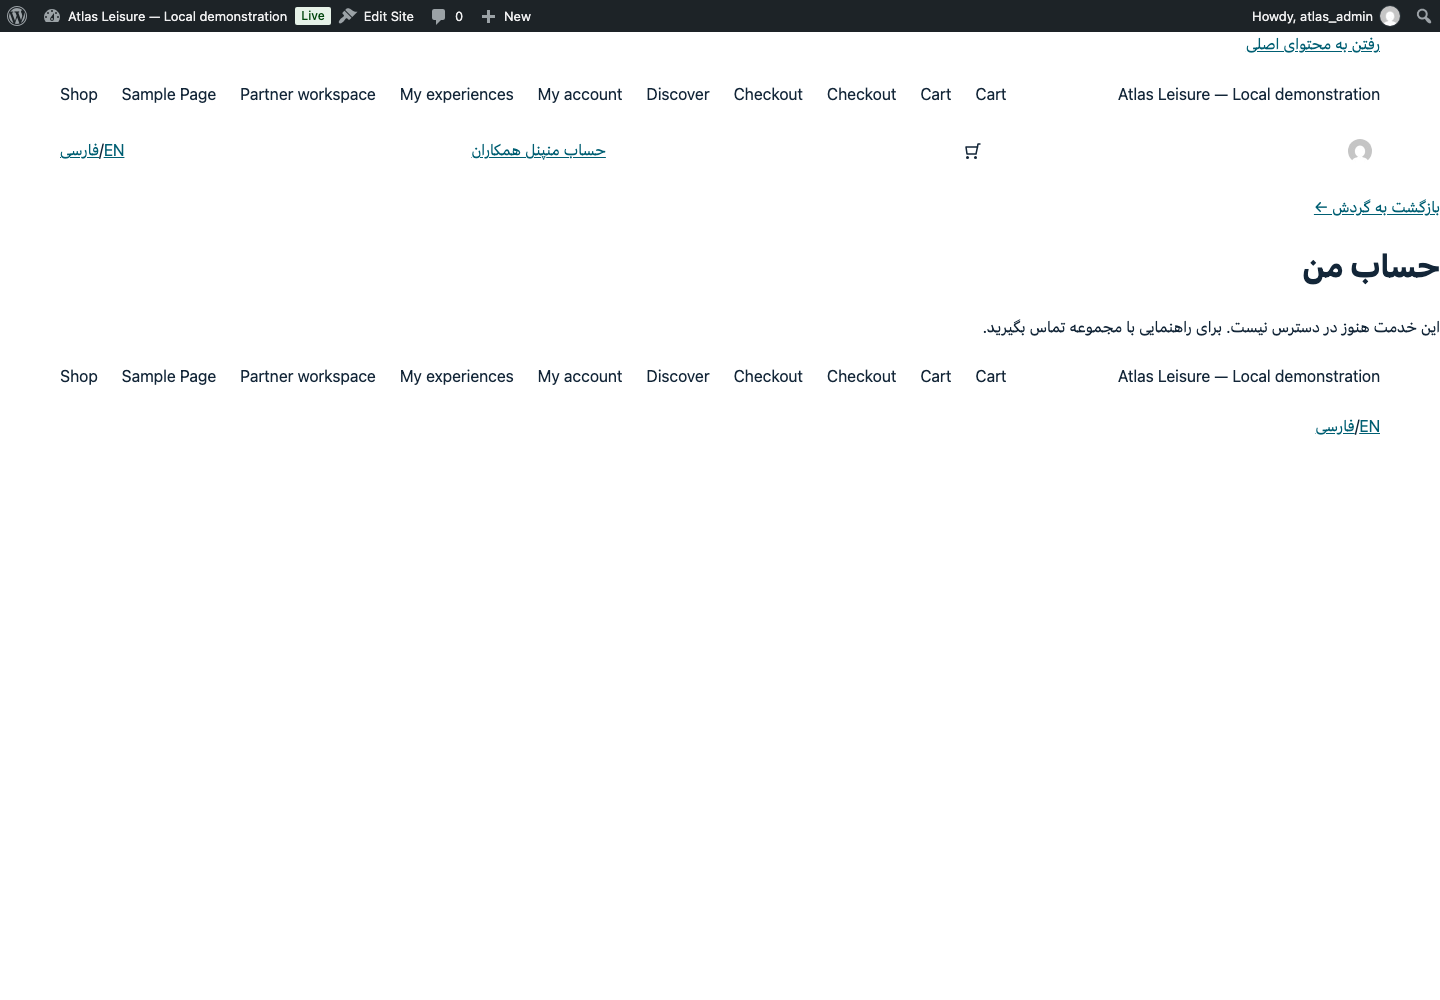 Atlas Leisure — Local demonstration Live Edit Site 0 New Howdy, atlas_admin
رفتن به محتوای اصلی
Atlas Leisure — Local demonstration
Shop Sample Page Partner workspace My experiences My account Discover Checkout Checkout Cart Cart
حساب من‌پنل همکاران
فارسی/EN
بازگشت به گردش ←
حساب من
این خدمت هنوز در دسترس نیست. برای راهنمایی با مجموعه تماس بگیرید.
Atlas Leisure — Local demonstration
Shop Sample Page Partner workspace My experiences My account Discover Checkout Checkout Cart Cart
فارسی/EN